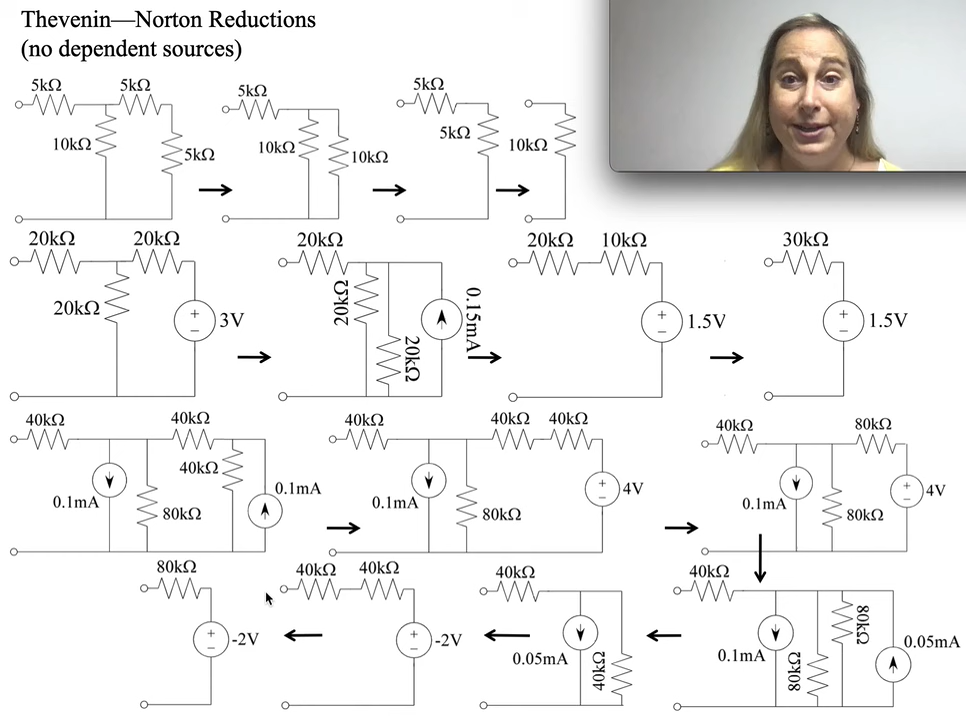 Thevenin—Norton Reductions
(no dependent sources)
5kΩ 5kΩ 10kΩ 5kΩ
5kΩ 10kΩ 10kΩ
5kΩ 5kΩ
10kΩ
20kΩ 20kΩ 20kΩ + − 3V
20kΩ 20kΩ 20kΩ 0.15mA
20kΩ 10kΩ + − 1.5V
30kΩ + − 1.5V
40kΩ 40kΩ 40kΩ 0.1mA 80kΩ 0.1mA
40kΩ 40kΩ 40kΩ 0.1mA 80kΩ + − 4V
40kΩ 80kΩ 0.1mA 80kΩ + − 4V
80kΩ + − -2V
40kΩ 40kΩ + − -2V
40kΩ 0.05mA 40kΩ
40kΩ 0.1mA 80kΩ 80kΩ 0.05mA